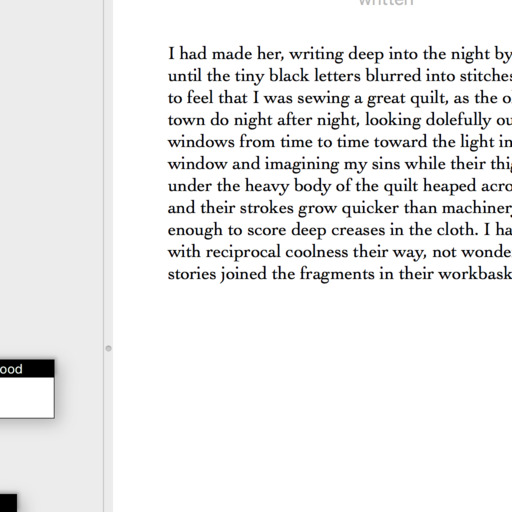 written
I had made her, writing deep into the night by
until the tiny black letters blurred into stitches
to feel that I was sewing a great quilt, as the o
town do night after night, looking dolefully ou
windows from time to time toward the light in
window and imagining my sins while their thi
under the heavy body of the quilt heaped acro
and their strokes grow quicker than machinery
enough to score deep creases in the cloth. I ha
with reciprocal coolness their way, not wonde
stories joined the fragments in their workbask
ood